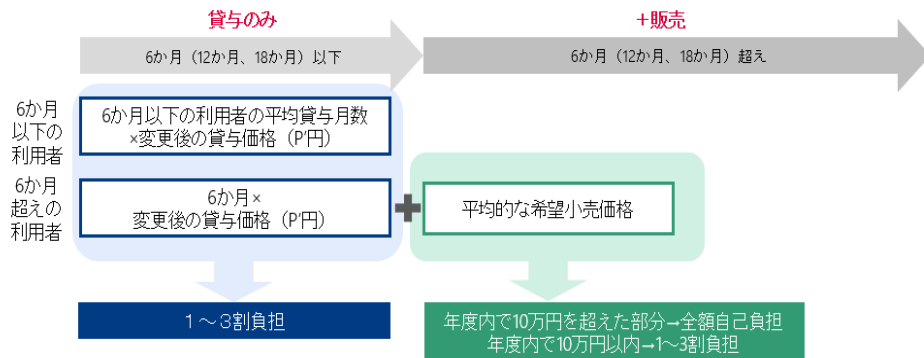 貸与のみ
+販売
6か月（12か月、18か月）以下
6か月（12か月、18か月）超え
6か月
以下の
利用者
6か月以下の利用者の平均貸与月数
×変更後の貸与価格（P'円）
6か月
超えの
利用者
6か月×
変更後の貸与価格（P'円）
+
平均的な希望小売価格
１～３割負担
年度内で10万円を超えた部分→全額自己負担
年度内で10万円以内→1～3割負担